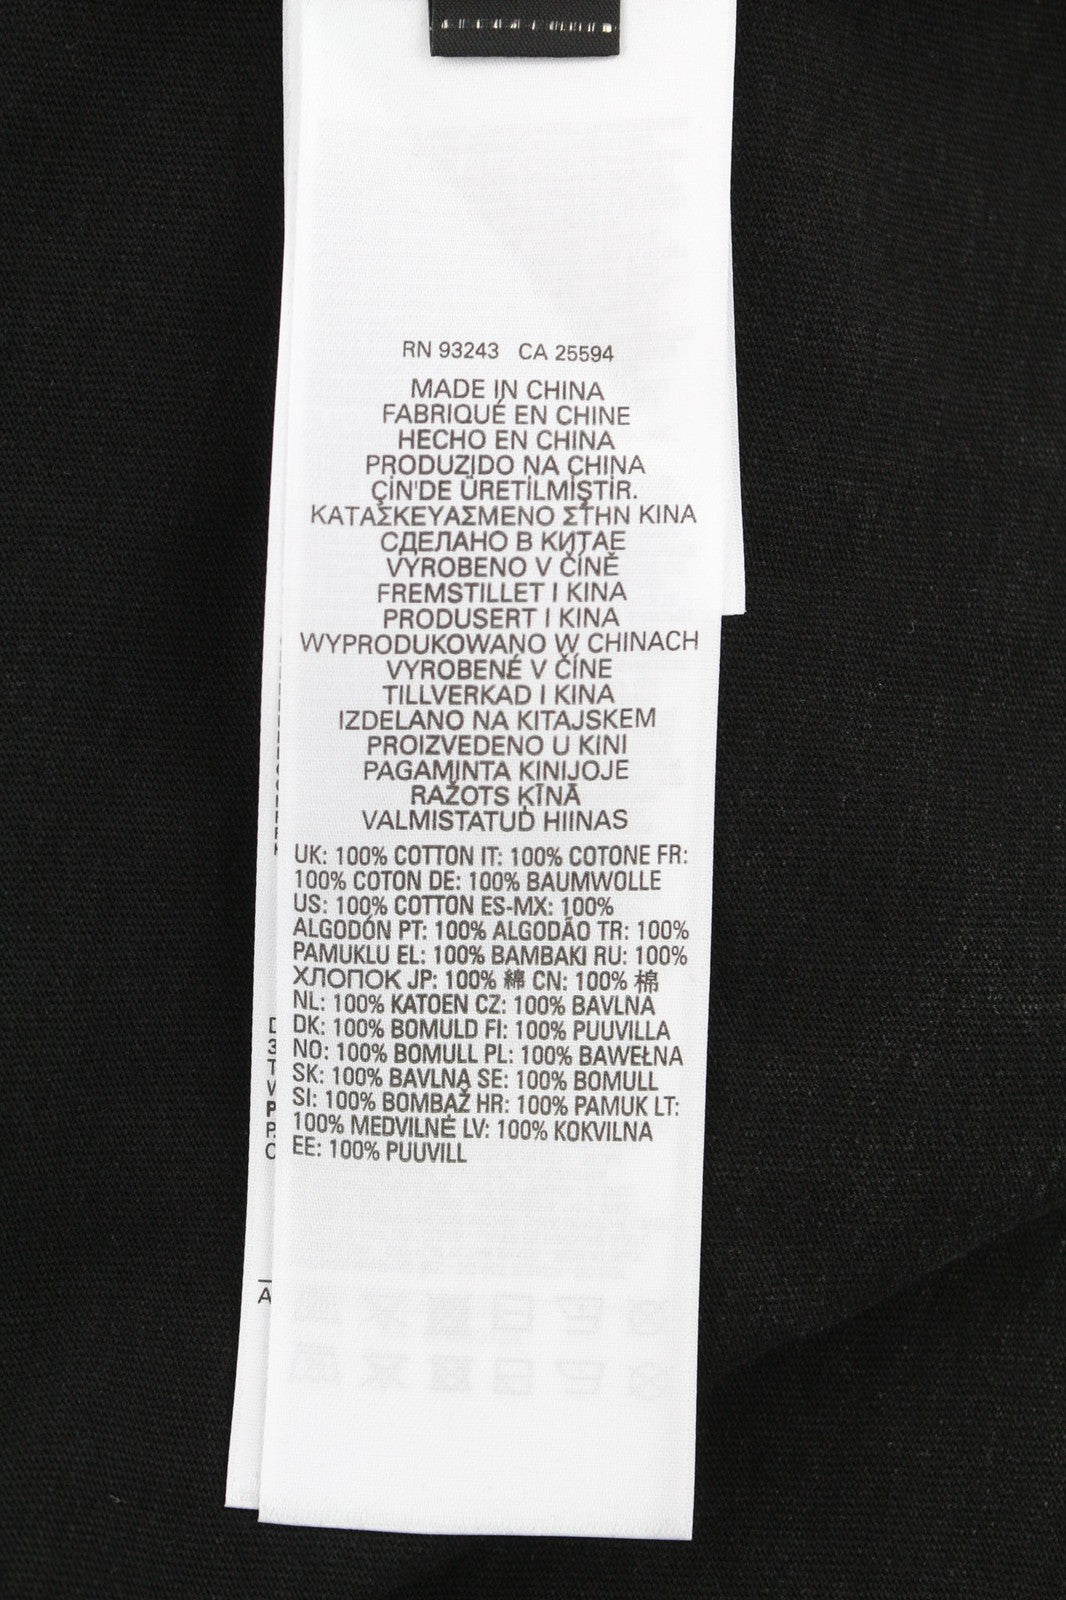 RN 93243 CA 25594
MADE IN CHINA
FABRIQUÉ EN CHINE
HECHO EN CHINA
PRODUZIDO NA CHINA
ÇİN'DE ÜRETİLMİŞTİR.
ΚΑΤΑΣΚΕΥΑΣΜΕΝΟ ΣΤΗΝ ΚΙΝΑ
СДЕЛАНО В КИТАЕ
VYROBENO V ČÍNĚ
FREMSTILLET I KINA
PRODUSERT I KINA
WYPRODUKOWANO W CHINACH
VYROBENÉ V ČÍNE
TILLVERKAD I KINA
IZDELANO NA KITAJSKEM
PROIZVEDENO U KINI
PAGAMINTA KINIJOJE
RAŽOTS ĶĪNĀ
VALMISTATUD HIINAS
UK: 100% COTTON IT: 100% COTONE FR:
100% COTON DE: 100% BAUMWOLLE
US: 100% COTTON ES-MX: 100%
ALGODÓN PT: 100% ALGODÃO TR: 100%
PAMUKLU EL: 100% BAMBAKI RU: 100%
ХЛОПОК JP: 100% 綿 CN: 100% 棉
NL: 100% KATOEN CZ: 100% BAVLNA
DK: 100% BOMULD FI: 100% PUUVILLA
NO: 100% BOMULL PL: 100% BAWEŁNA
SK: 100% BAVLNA SE: 100% BOMULL
SI: 100% BOMBAŽ HR: 100% PAMUK LT:
100% MEDVILNĖ LV: 100% KOKVILNA
EE: 100% PUUVILL